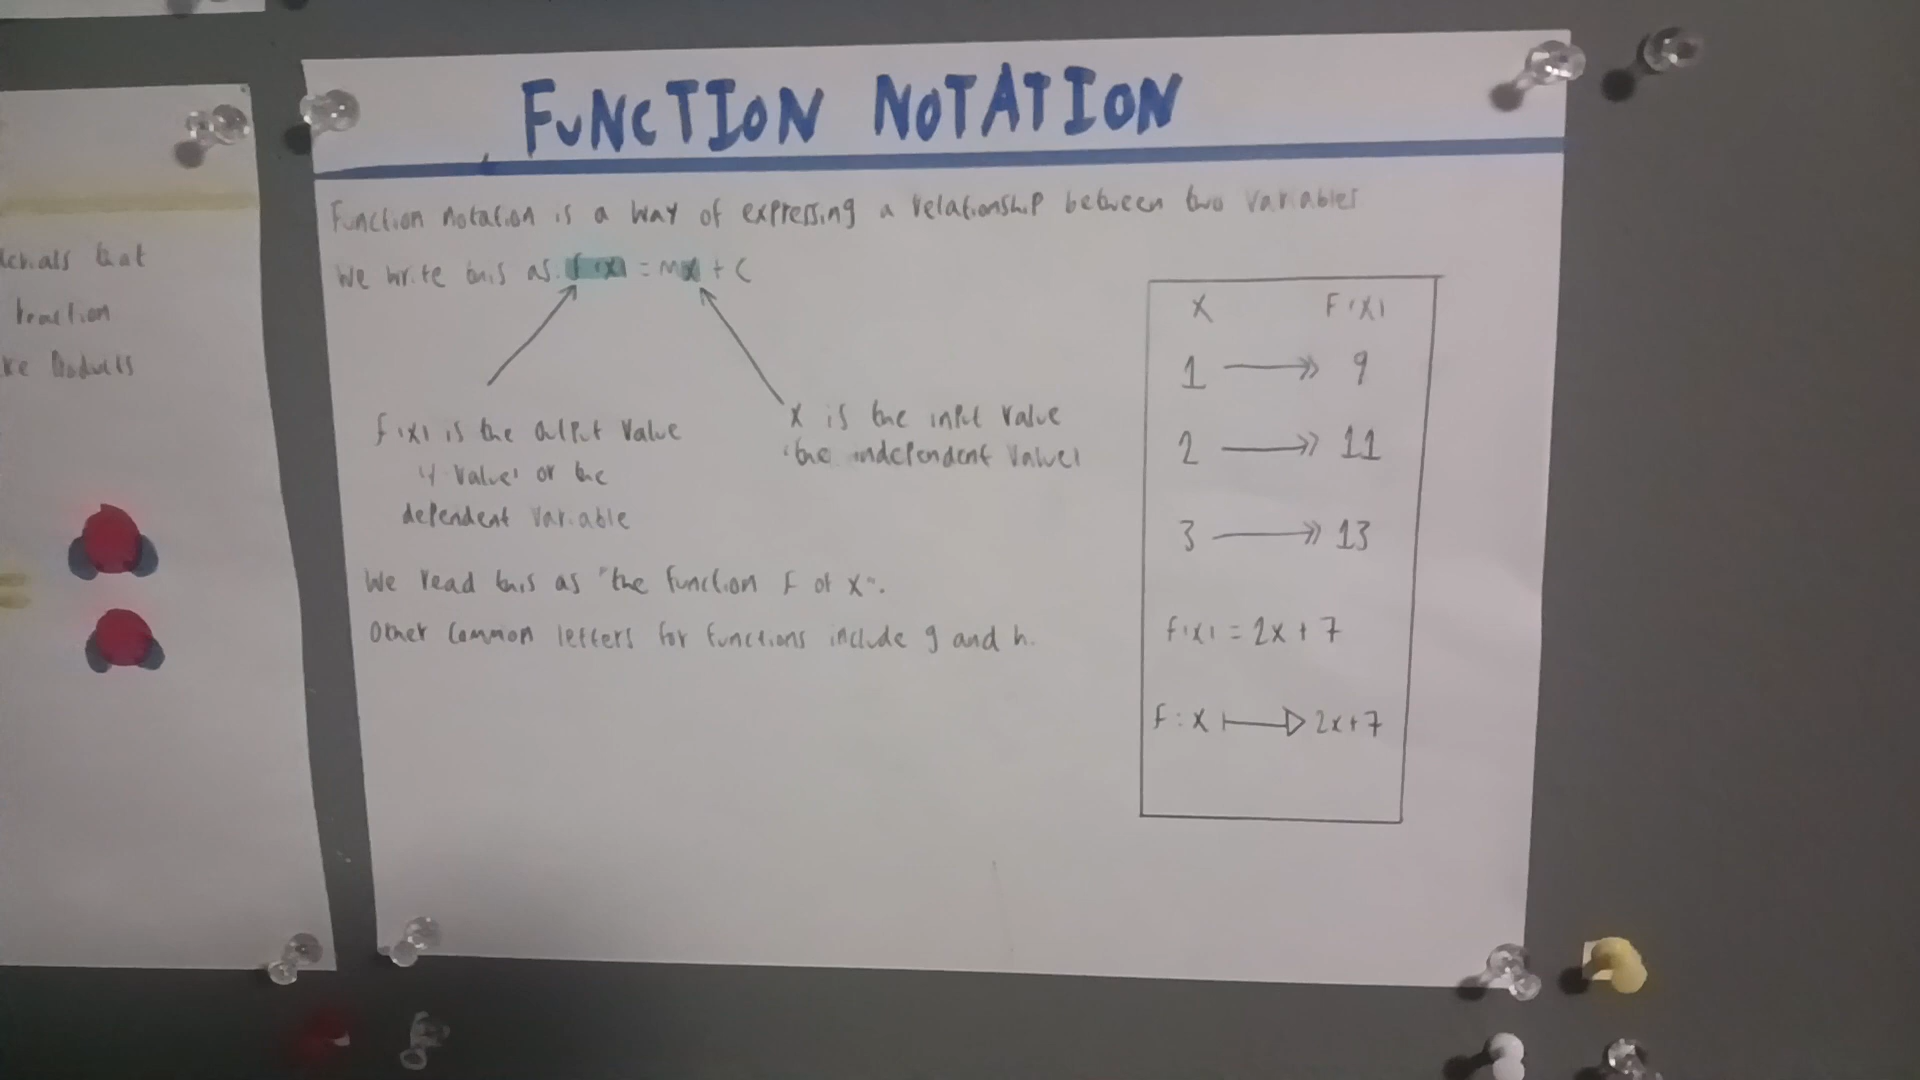 FUNCTION NOTATION
Function notation is a way of expressing a relationship between two variables
We write this as f(x) = mx + c
f(x) is the output value
(y value) or the
dependent variable
x is the input value
(the independent value)
We read this as "the function f of x".
Other common letters for functions include g and h.
x F(x)
1 → 9
2 → 11
3 → 13
f(x) = 2x + 7
f : x ↦ 2x+7
that
reaction
Products